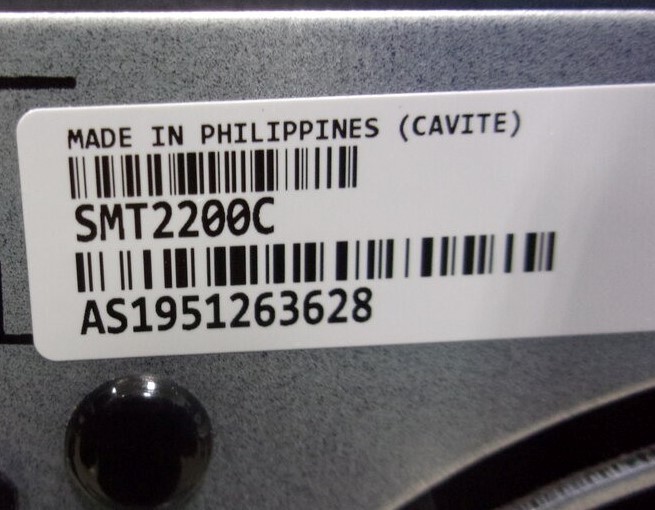 MADE IN PHILIPPINES (CAVITE)
SMT2200C
AS1951263628